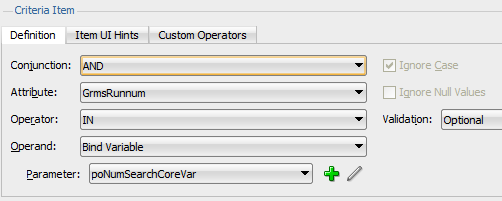 Criteria Item
Definition Item UI Hints Custom Operators
Conjunction: AND Ignore Case
Attribute: GrmsRunnum Ignore Null Values
Operator: IN Validation: Optional
Operand: Bind Variable
Parameter: poNumSearchCoreVar